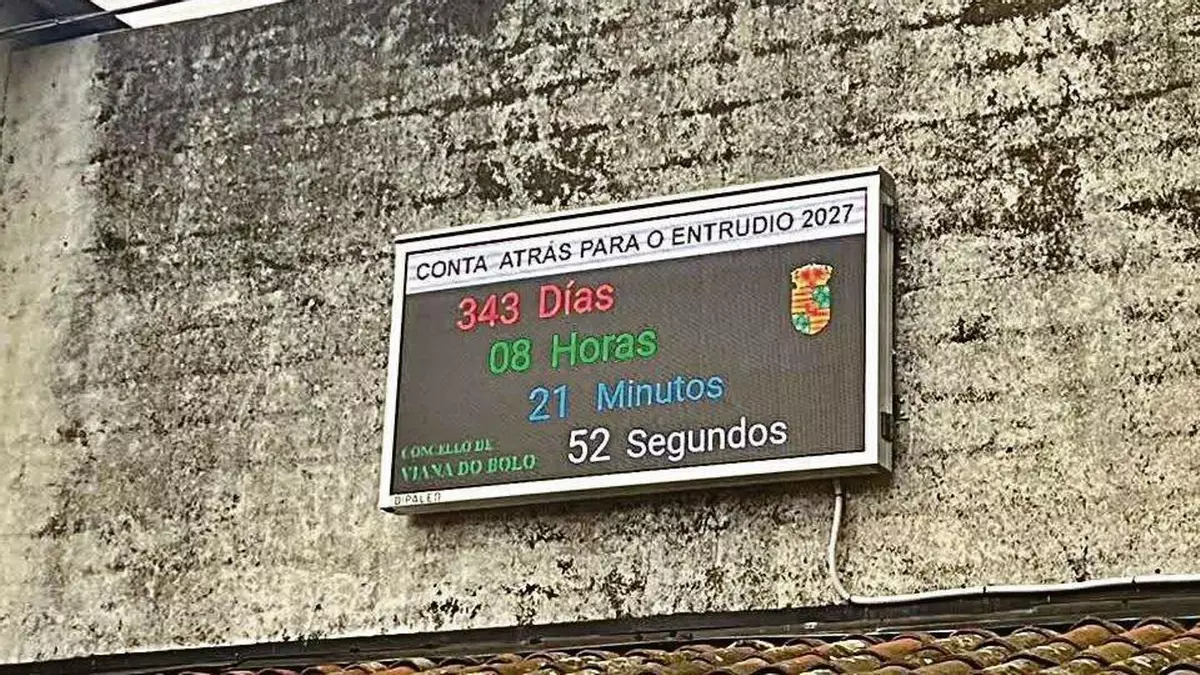 CONTA ATRÁS PARA O ENTRUDIO 2027
343 Días
08 Horas
21 Minutos
52 Segundos
CONCELLO DE
VIANA DO BOLO
DIPALED